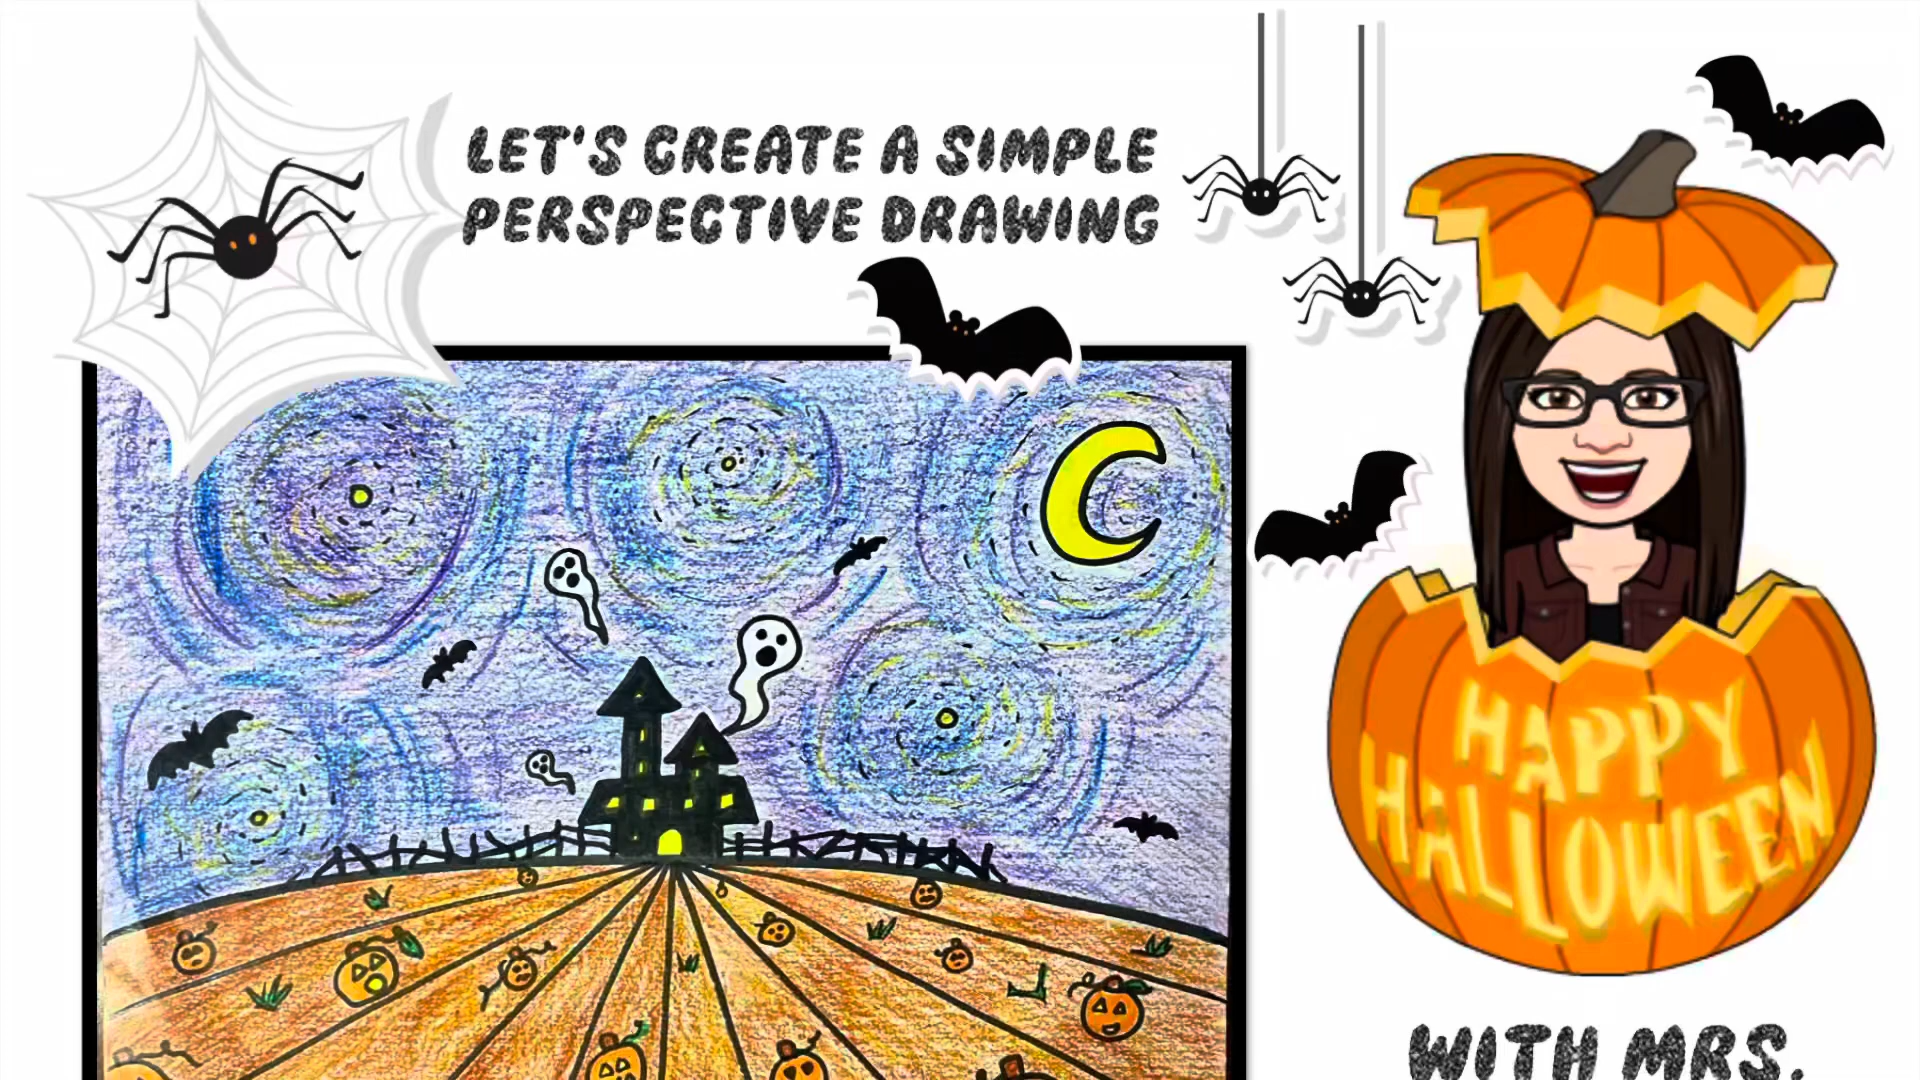 LET'S CREATE A SIMPLE
PERSPECTIVE DRAWING
HAPPY
HALLOWEEN
WITH MRS.